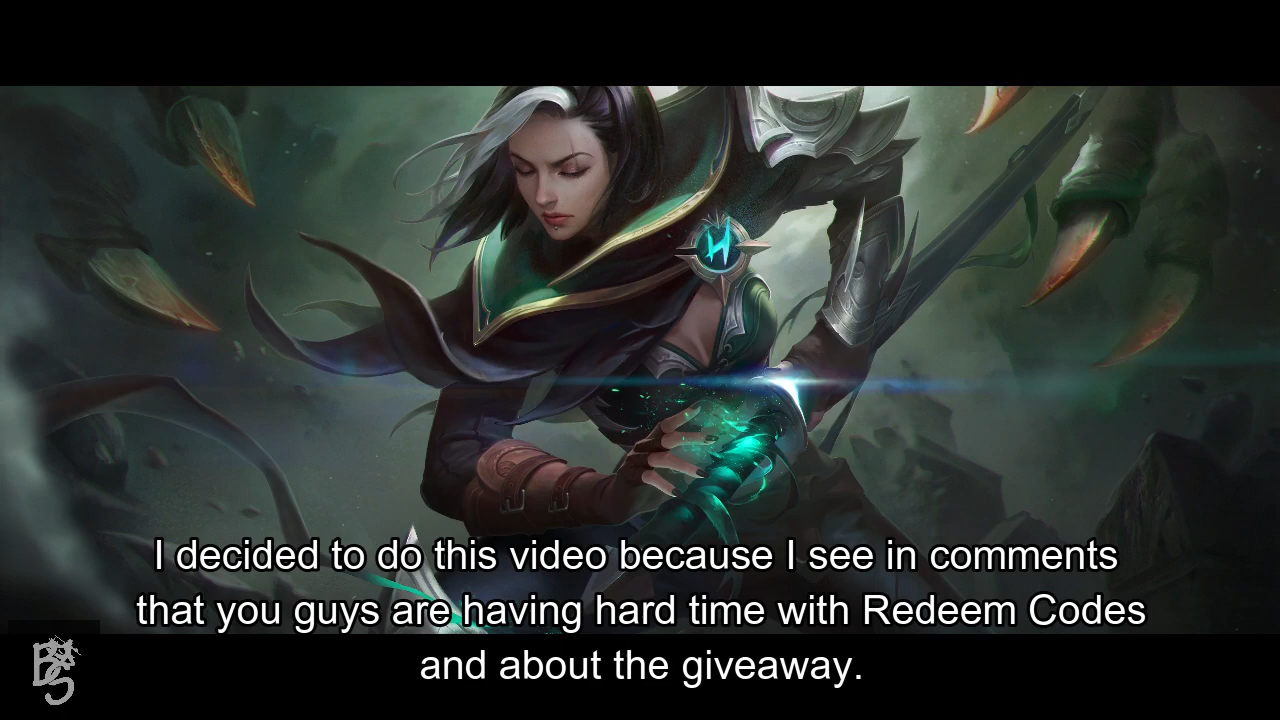 I decided to do this video because I see in comments
that you guys are having hard time with Redeem Codes
and about the giveaway.